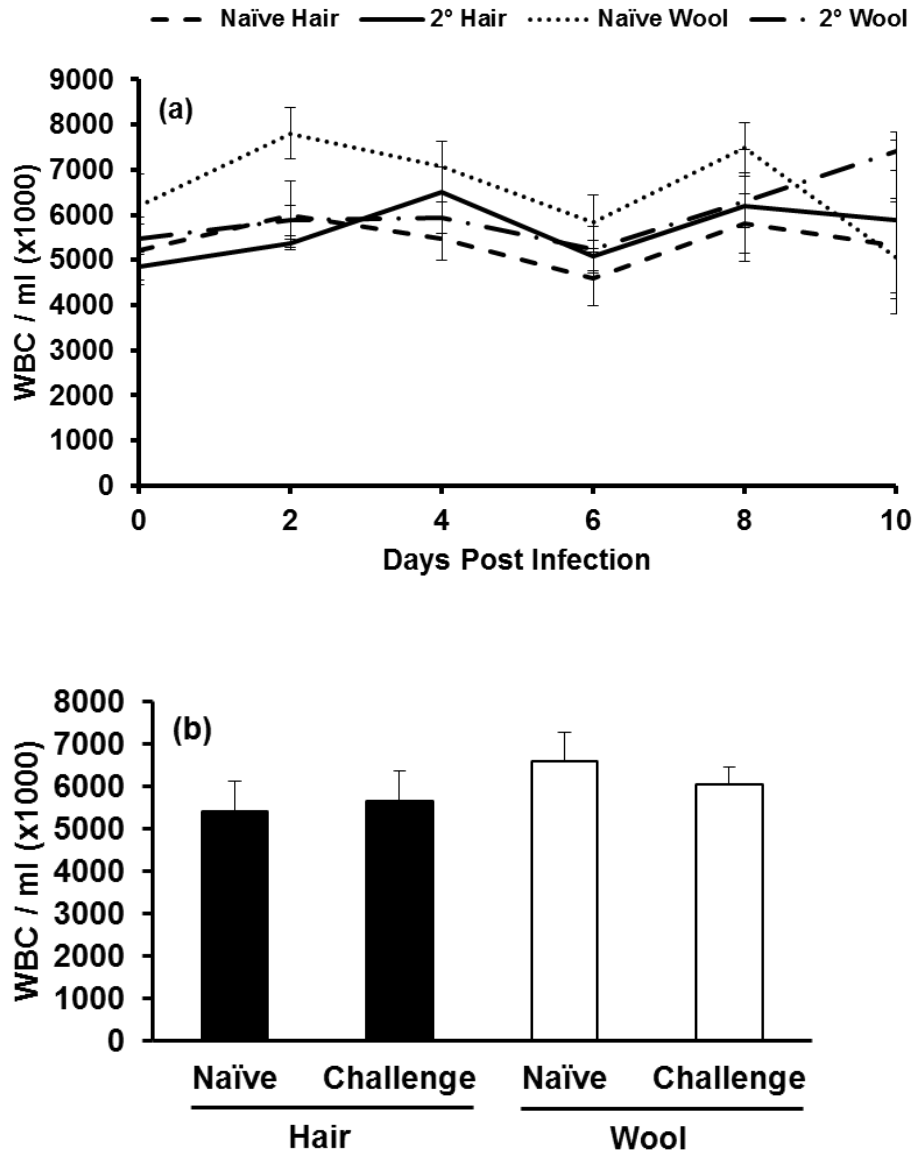 Naïve Hair 2° Hair Naïve Wool 2° Wool
(a)
WBC / ml (x1000)
9000
8000
7000
6000
5000
4000
3000
2000
1000
0
0 2 4 6 8 10
Days Post Infection
(b)
WBC / ml (x1000)
8000
7000
6000
5000
4000
3000
2000
1000
0
Naïve Challenge Naïve Challenge
Hair Wool